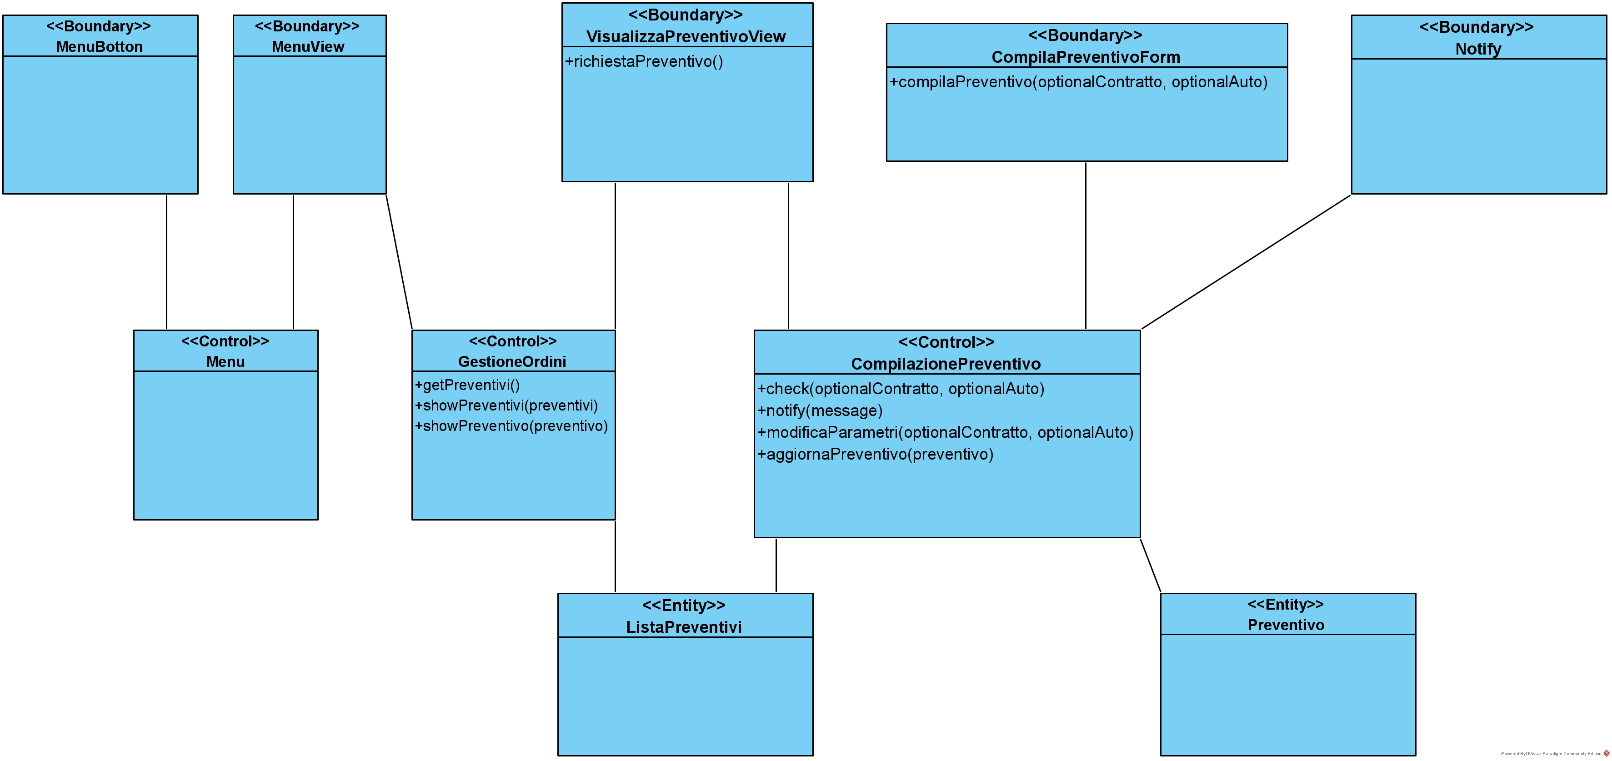 <<Boundary>>
MenuBotton
<<Boundary>>
MenuView
<<Boundary>>
VisualizzaPreventivoView
+richiestaPreventivo()
<<Boundary>>
CompilaPreventivoForm
+compilaPreventivo(optionalContratto, optionalAuto)
<<Boundary>>
Notify
<<Control>>
Menu
<<Control>>
GestioneOrdini
+getPreventivi()
+showPreventivi(preventivi)
+showPreventivo(preventivo)
<<Control>>
CompilazionePreventivo
+check(optionalContratto, optionalAuto)
+notify(message)
+modificaParametri(optionalContratto, optionalAuto)
+aggiornaPreventivo(preventivo)
<<Entity>>
ListaPreventivi
<<Entity>>
Preventivo